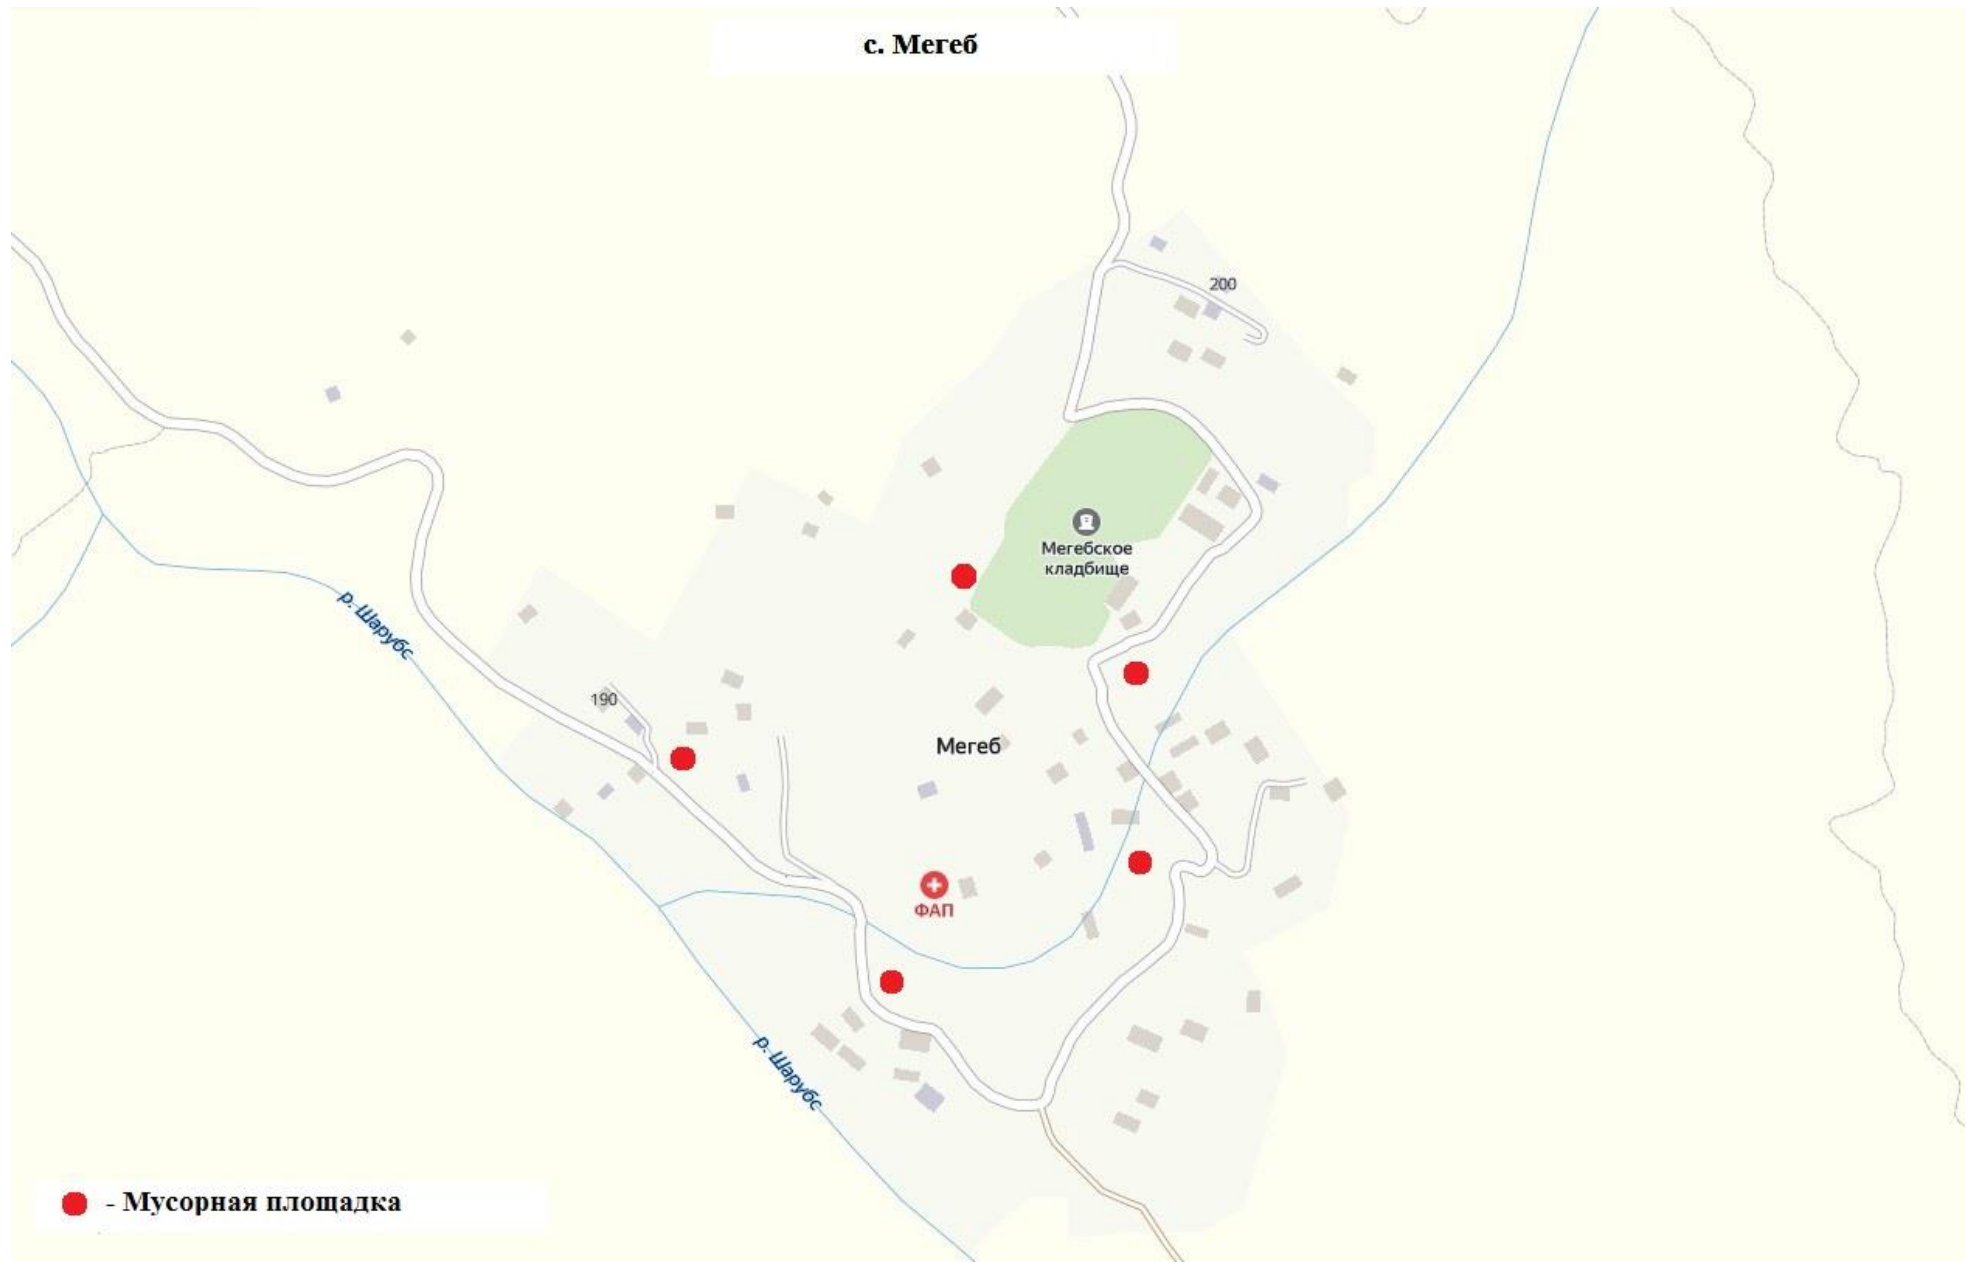 с. Мегеб
200
Мегебское
кладбище
р. Шарубс
190
Мегеб
ФАП
р. Шарубс
- Мусорная площадка